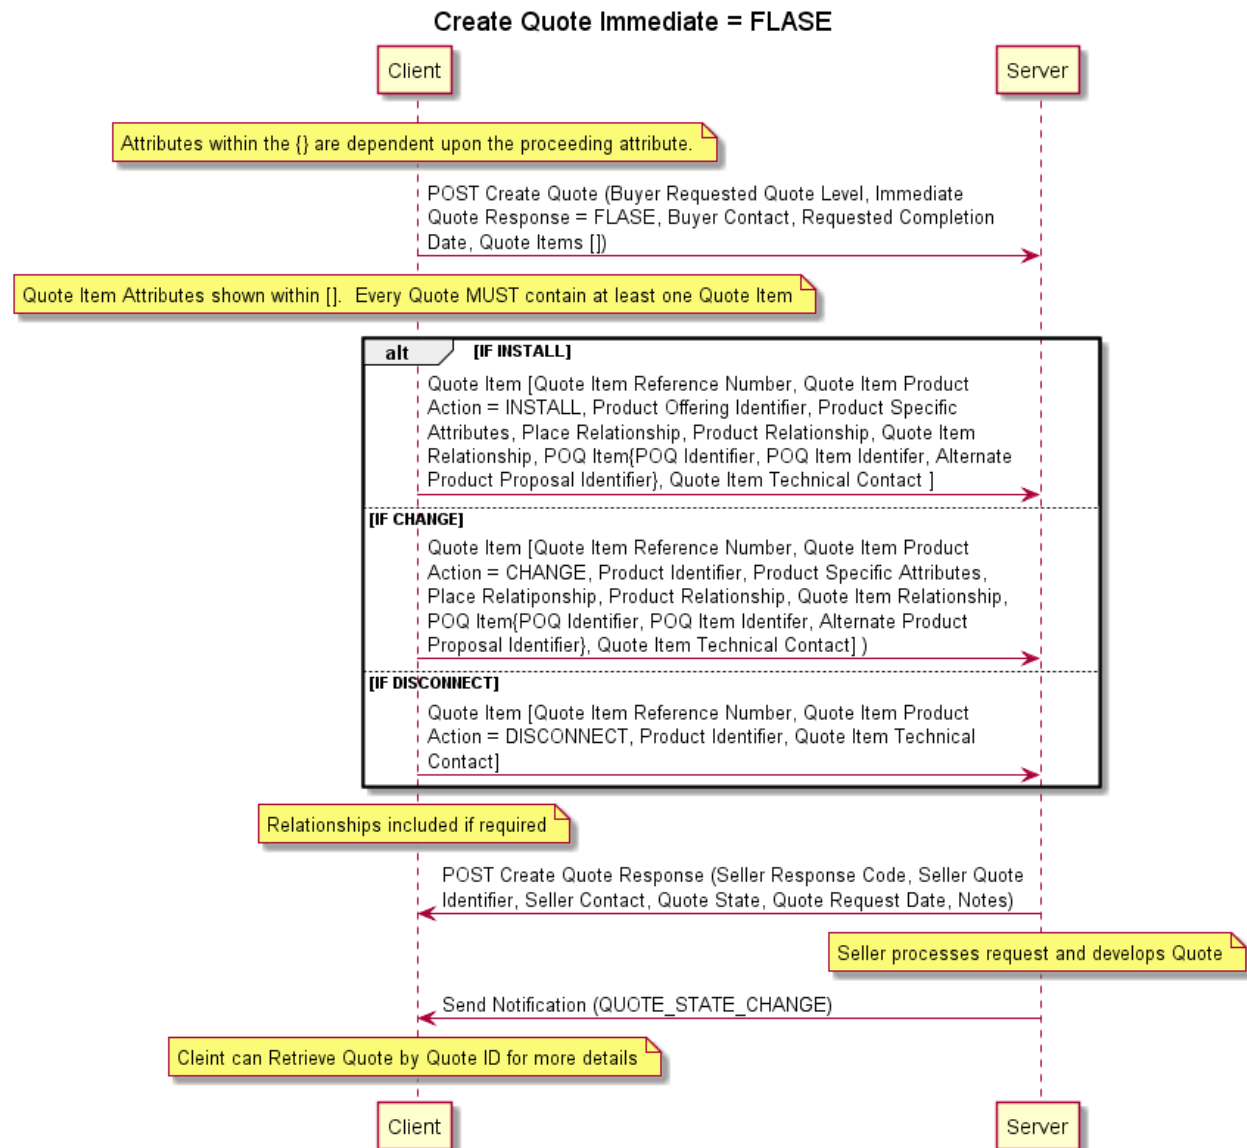 Create Quote Immediate = FLASE
Client
Server
Attributes within the {} are dependent upon the proceeding attribute.
POST Create Quote (Buyer Requested Quote Level, Immediate
Quote Response = FLASE, Buyer Contact, Requested Completion
Date, Quote Items [])
Quote Item Attributes shown within [].  Every Quote MUST contain at least one Quote Item
alt
[IF INSTALL]
Quote Item [Quote Item Reference Number, Quote Item Product
Action = INSTALL, Product Offering Identifier, Product Specific
Attributes, Place Relationship, Product Relationship, Quote Item
Relationship, POQ Item{POQ Identifier, POQ Item Identifer, Alternate
Product Proposal Identifier}, Quote Item Technical Contact ]
[IF CHANGE]
Quote Item [Quote Item Reference Number, Quote Item Product
Action = CHANGE, Product Identifier, Product Specific Attributes,
Place Relatiponship, Product Relationship, Quote Item Relationship,
POQ Item{POQ Identifier, POQ Item Identifer, Alternate Product
Proposal Identifier}, Quote Item Technical Contact] )
[IF DISCONNECT]
Quote Item [Quote Item Reference Number, Quote Item Product
Action = DISCONNECT, Product Identifier, Quote Item Technical
Contact]
Relationships included if required
POST Create Quote Response (Seller Response Code, Seller Quote
Identifier, Seller Contact, Quote State, Quote Request Date, Notes)
Seller processes request and develops Quote
Send Notification (QUOTE_STATE_CHANGE)
Cleint can Retrieve Quote by Quote ID for more details
Client
Server